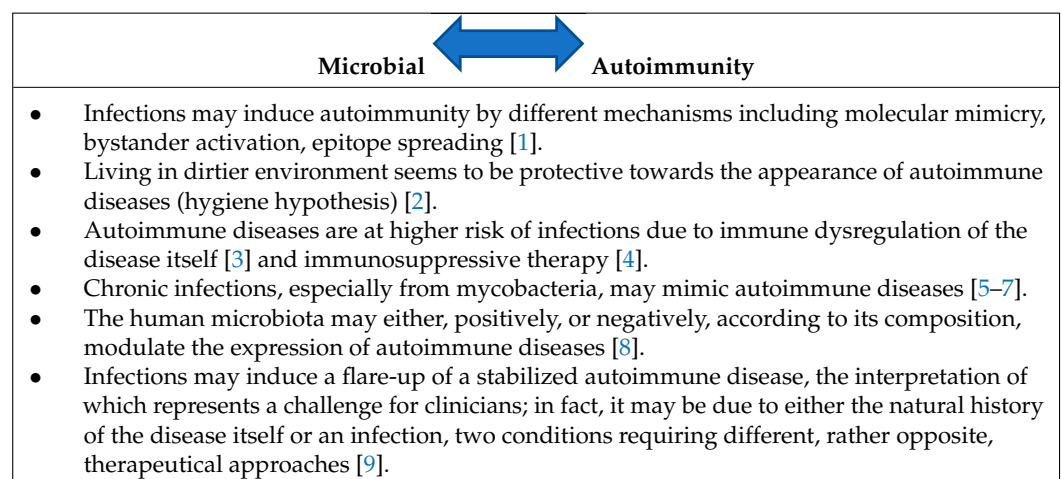 Microbial Autoimmunity
• Infections may induce autoimmunity by different mechanisms including molecular mimicry,
bystander activation, epitope spreading [1].
• Living in dirtier environment seems to be protective towards the appearance of autoimmune
diseases (hygiene hypothesis) [2].
• Autoimmune diseases are at higher risk of infections due to immune dysregulation of the
disease itself [3] and immunosuppressive therapy [4].
• Chronic infections, especially from mycobacteria, may mimic autoimmune diseases [5–7].
• The human microbiota may either, positively, or negatively, according to its composition,
modulate the expression of autoimmune diseases [8].
• Infections may induce a flare-up of a stabilized autoimmune disease, the interpretation of
which represents a challenge for clinicians; in fact, it may be due to either the natural history
of the disease itself or an infection, two conditions requiring different, rather opposite,
therapeutical approaches [9].